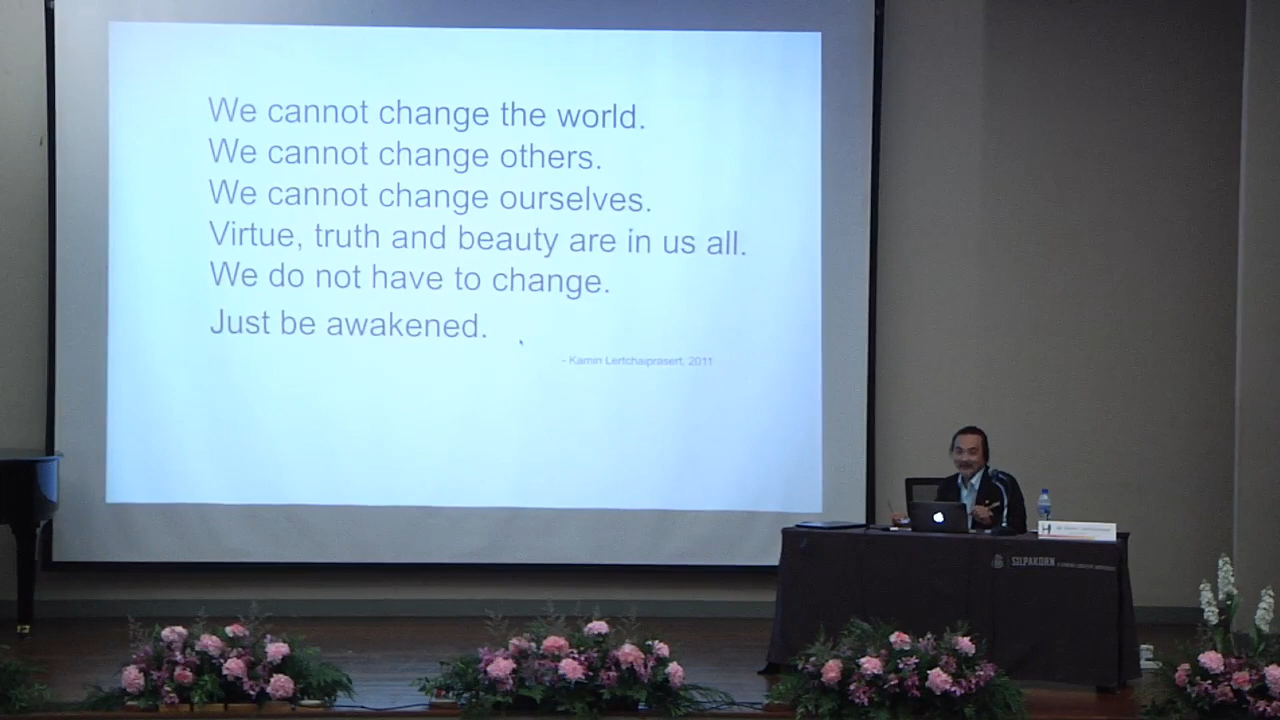 We cannot change the world.
We cannot change others.
We cannot change ourselves.
Virtue, truth and beauty are in us all.
We do not have to change.
Just be awakened.
- Kamin Lertchaiprasert, 2011
SILPAKORN